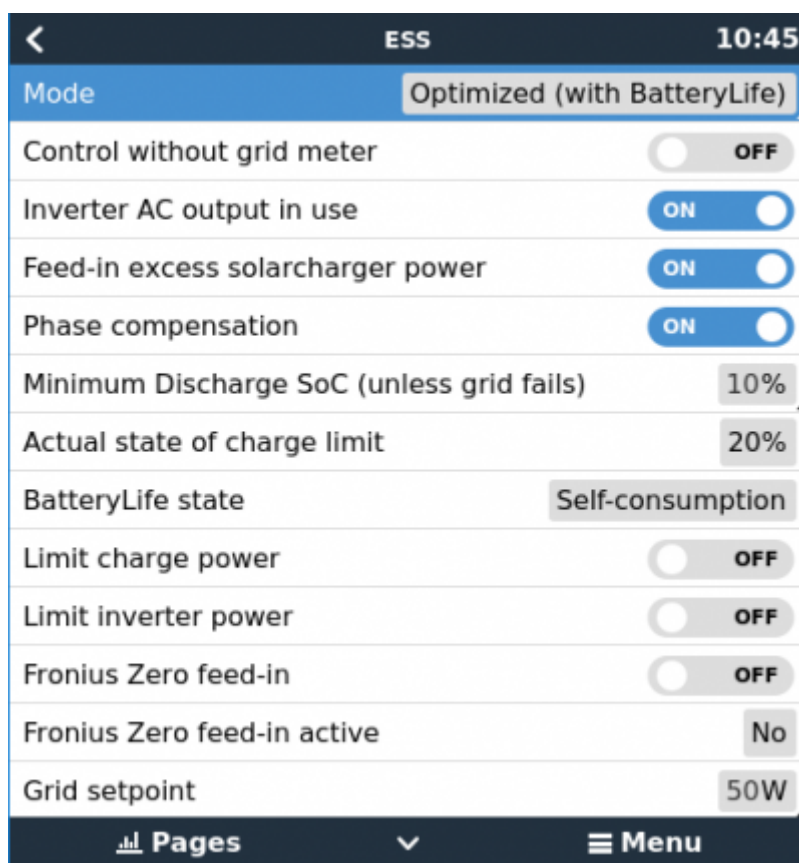 ESS 10:45
Mode Optimized (with BatteryLife)
Control without grid meter OFF
Inverter AC output in use ON
Feed-in excess solarcharger power ON
Phase compensation ON
Minimum Discharge SoC (unless grid fails) 10%
Actual state of charge limit 20%
BatteryLife state Self-consumption
Limit charge power OFF
Limit inverter power OFF
Fronius Zero feed-in OFF
Fronius Zero feed-in active No
Grid setpoint 50W
Pages Menu